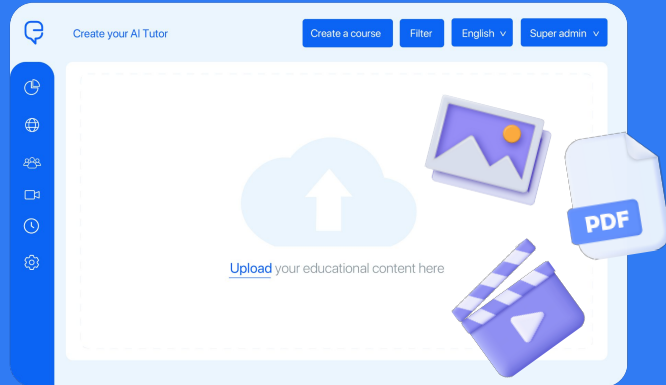 Create your AI Tutor
Create a course
Filter
English
Super admin
Upload your educational content here
PDF